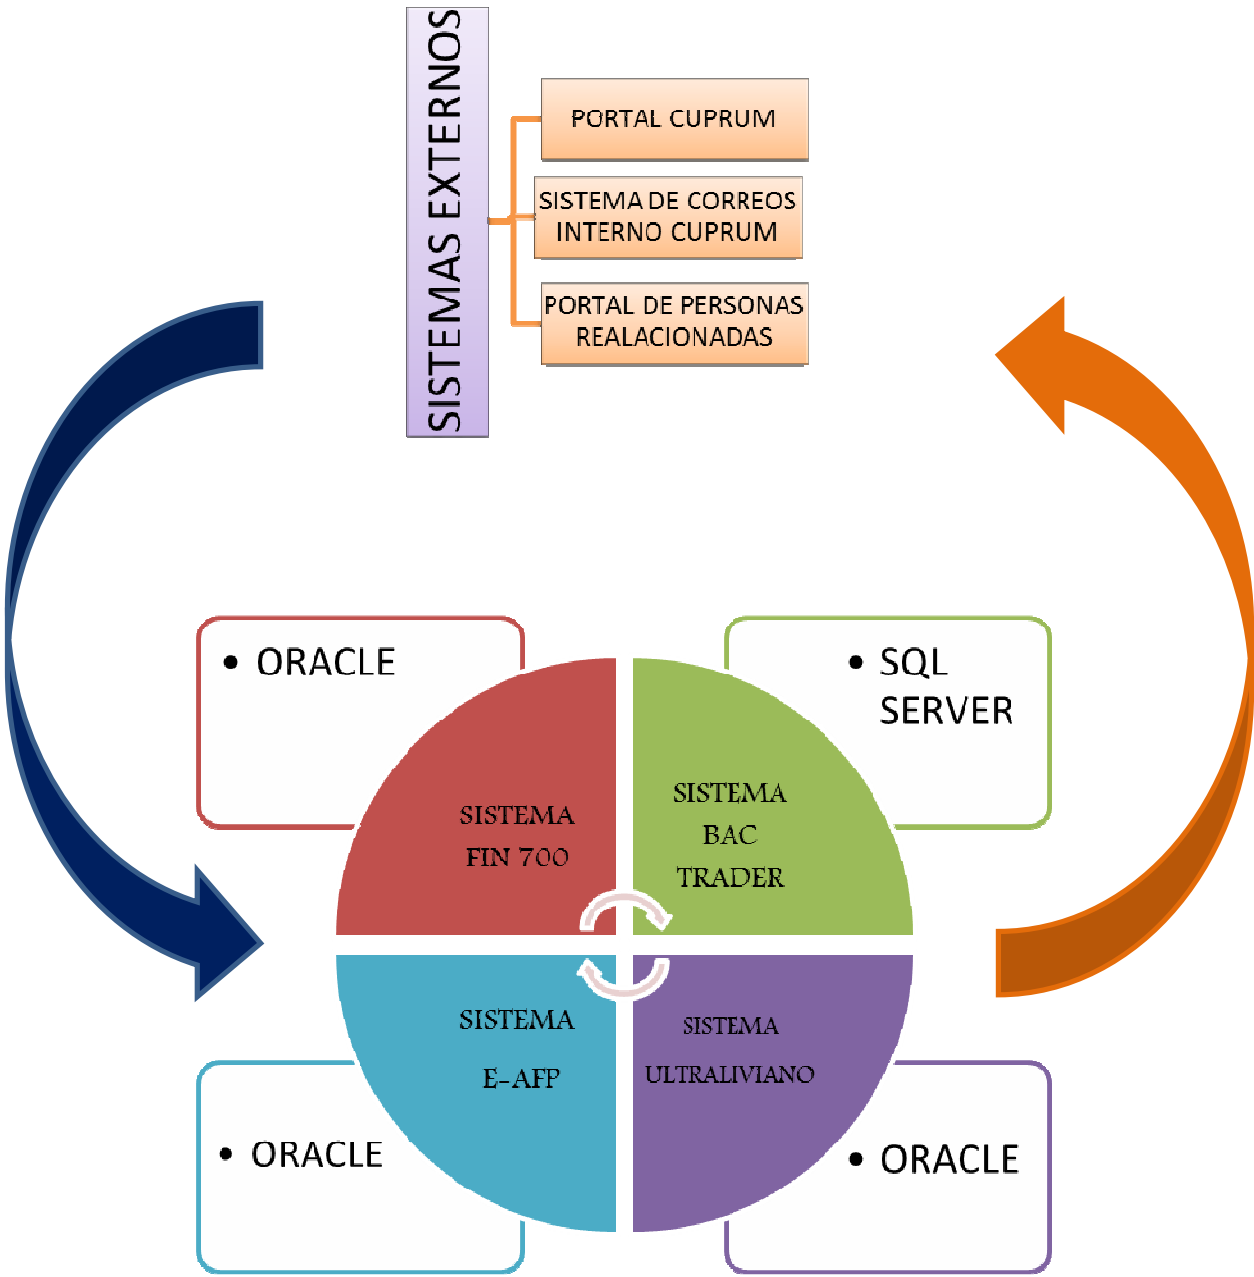 SISTEMAS EXTERNOS
PORTAL CUPRUM
SISTEMA DE CORREOS
INTERNO CUPRUM
PORTAL DE PERSONAS
REALACIONADAS
• ORACLE
• SQL
SERVER
SISTEMA
FIN 700
SISTEMA
BAC
TRADER
SISTEMA
E-AFP
SISTEMA
ULTRALIVIANO
• ORACLE
• ORACLE